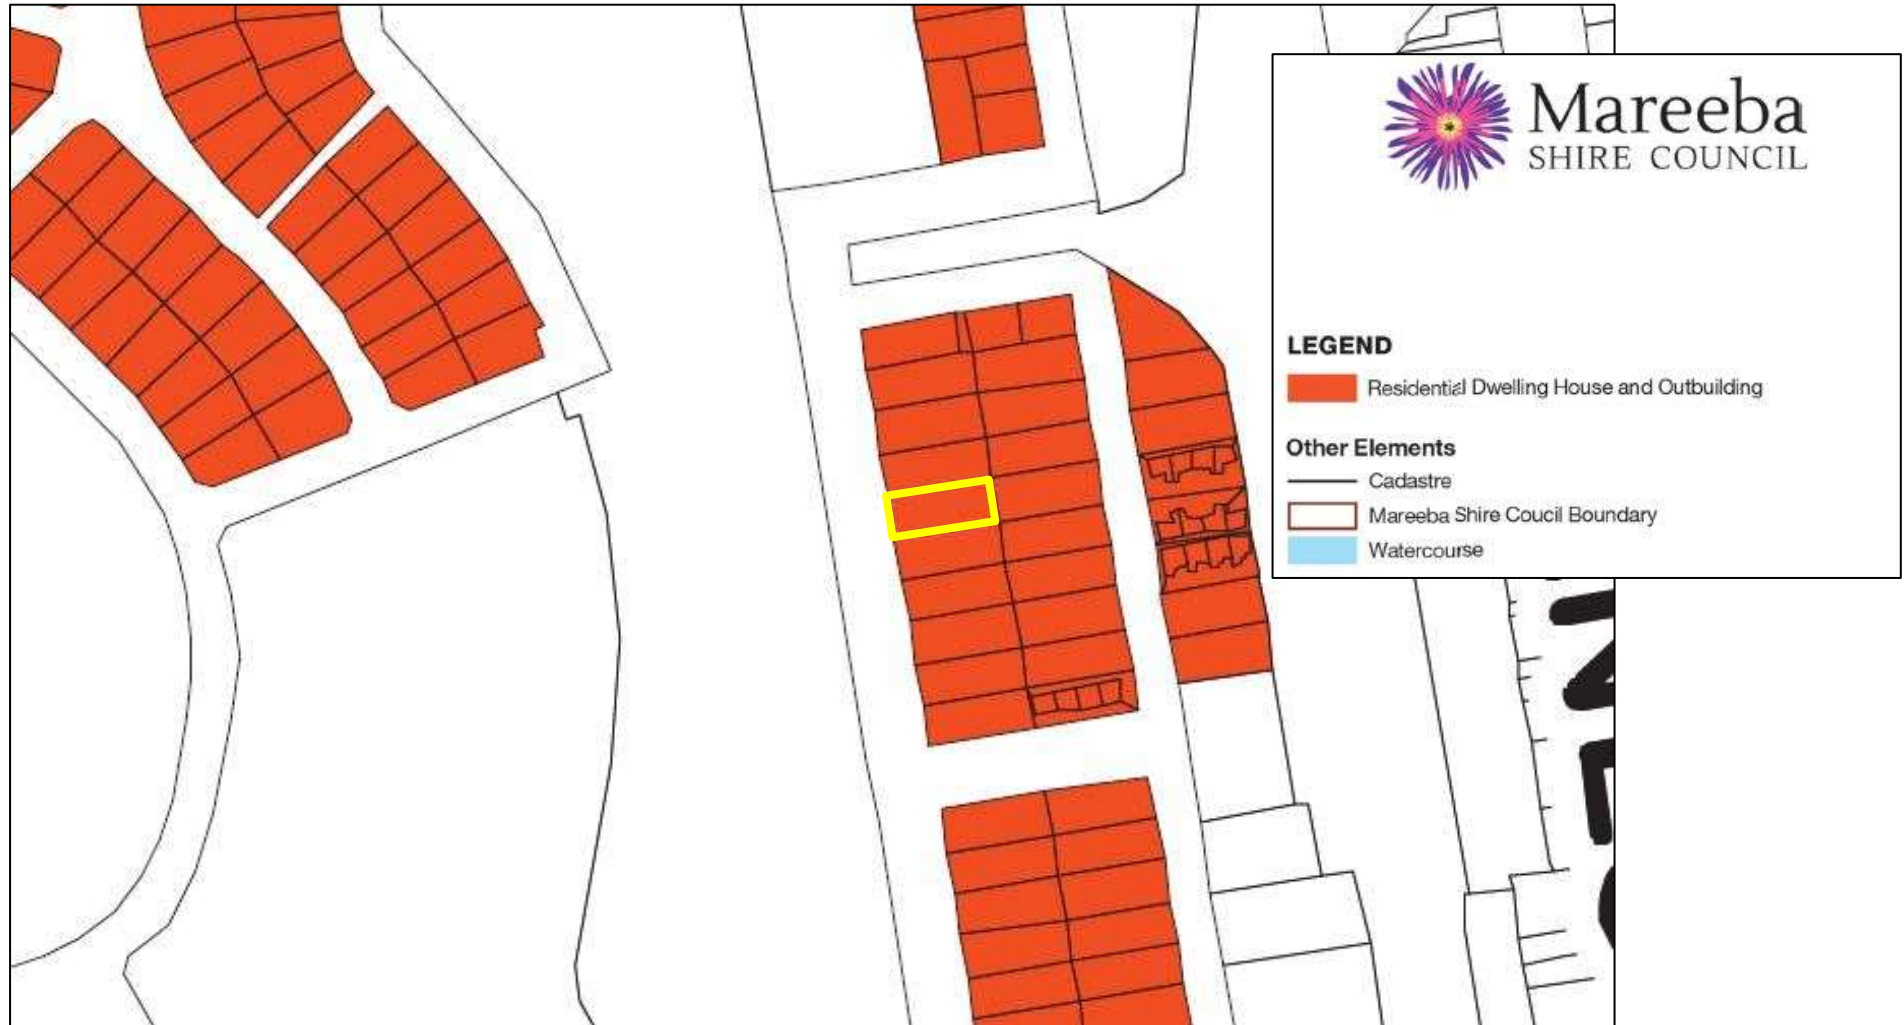 Mareeba
SHIRE COUNCIL
LEGEND
Residential Dwelling House and Outbuilding
Other Elements
Cadastre
Mareeba Shire Coucil Boundary
Watercourse